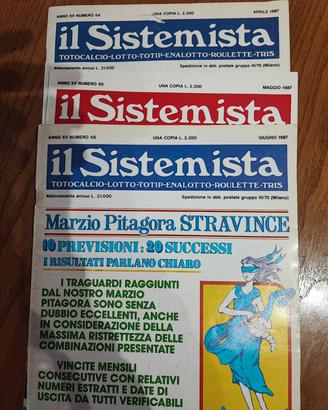 ANNO XV NUMERO 64 UNA COPIA L. 2.200 APRILE 1987
il Sistemista
TOTOCALCIO-LOTTO-TOTIP-ENALOTTO-ROULETTE-TRIS
Abbonamento annuo L. 21.000 Spedizione in abb. postale gruppo III/70 (Milano)
ANNO XV NUMERO 65 UNA COPIA L. 2.200 MAGGIO 1987
il Sistemista
ANNO XV NUMERO 66 UNA COPIA L. 2.200 GIUGNO 1987
il Sistemista
TOTOCALCIO-LOTTO-TOTIP-ENALOTTO-ROULETTE-TRIS
Abbonamento annuo L. 21.000 Spedizione in abb. postale gruppo III/70 (Milano)
Marzio Pitagora STRAVINCE
10 PREVISIONI: 20 SUCCESSI
I RISULTATI PARLANO CHIARO
I TRAGUARDI RAGGIUNTI
DAL NOSTRO MARZIO
PITAGORA SONO SENZA
DUBBIO ECCELLENTI, ANCHE
IN CONSIDERAZIONE DELLA
MASSIMA RISTRETTEZZA DELLE
COMBINAZIONI PRESENTATE
VINCITE MENSILI
CONSECUTIVE CON RELATIVI
NUMERI ESTRATTI E DATE DI
USCITA DA TUTTI VERIFICABILI